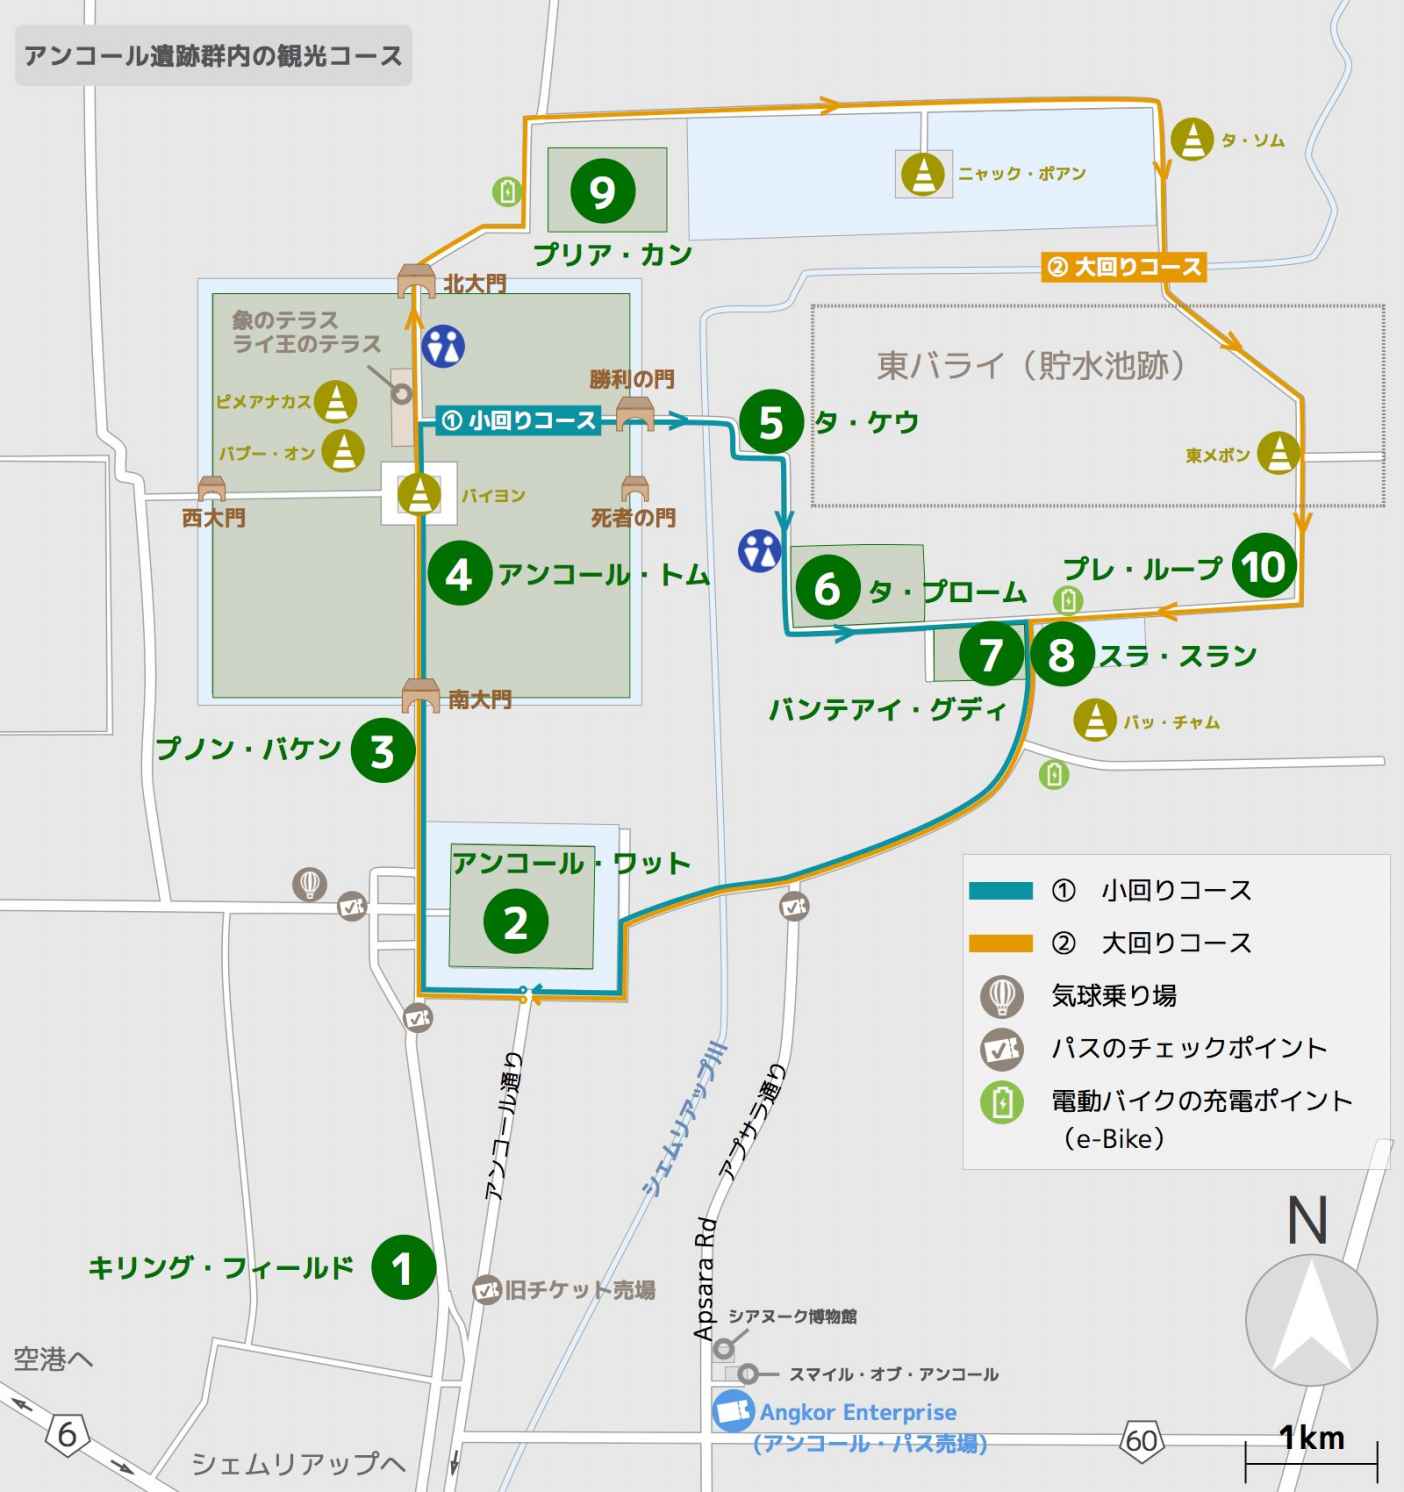 アンコール遺跡群内の観光コース
タ・ソム
ニャック・ポアン
9
プリア・カン
② 大回りコース
北大門
象のテラス
ライ王のテラス
勝利の門
東バライ（貯水池跡）
ピメアナカス
① 小回りコース
5
タ・ケウ
バプー・オン
東メボン
バイヨン
西大門
死者の門
4
アンコール・トム
6
タ・プローム
プレ・ループ
10
7
8
スラ・スラン
南大門
バンテアイ・グディ
バッ・チャム
プノン・バケン
3
アンコール・ワット
2
① 小回りコース
② 大回りコース
気球乗り場
パスのチェックポイント
電動バイクの充電ポイント
（e-Bike）
アンコール通り
シェムリアップ川
アプサラ通り
Apsara Rd
N
キリング・フィールド
1
旧チケット売場
シアヌーク博物館
スマイル・オブ・アンコール
空港へ
Angkor Enterprise
(アンコール・パス売場)
6
シェムリアップへ
60
1km